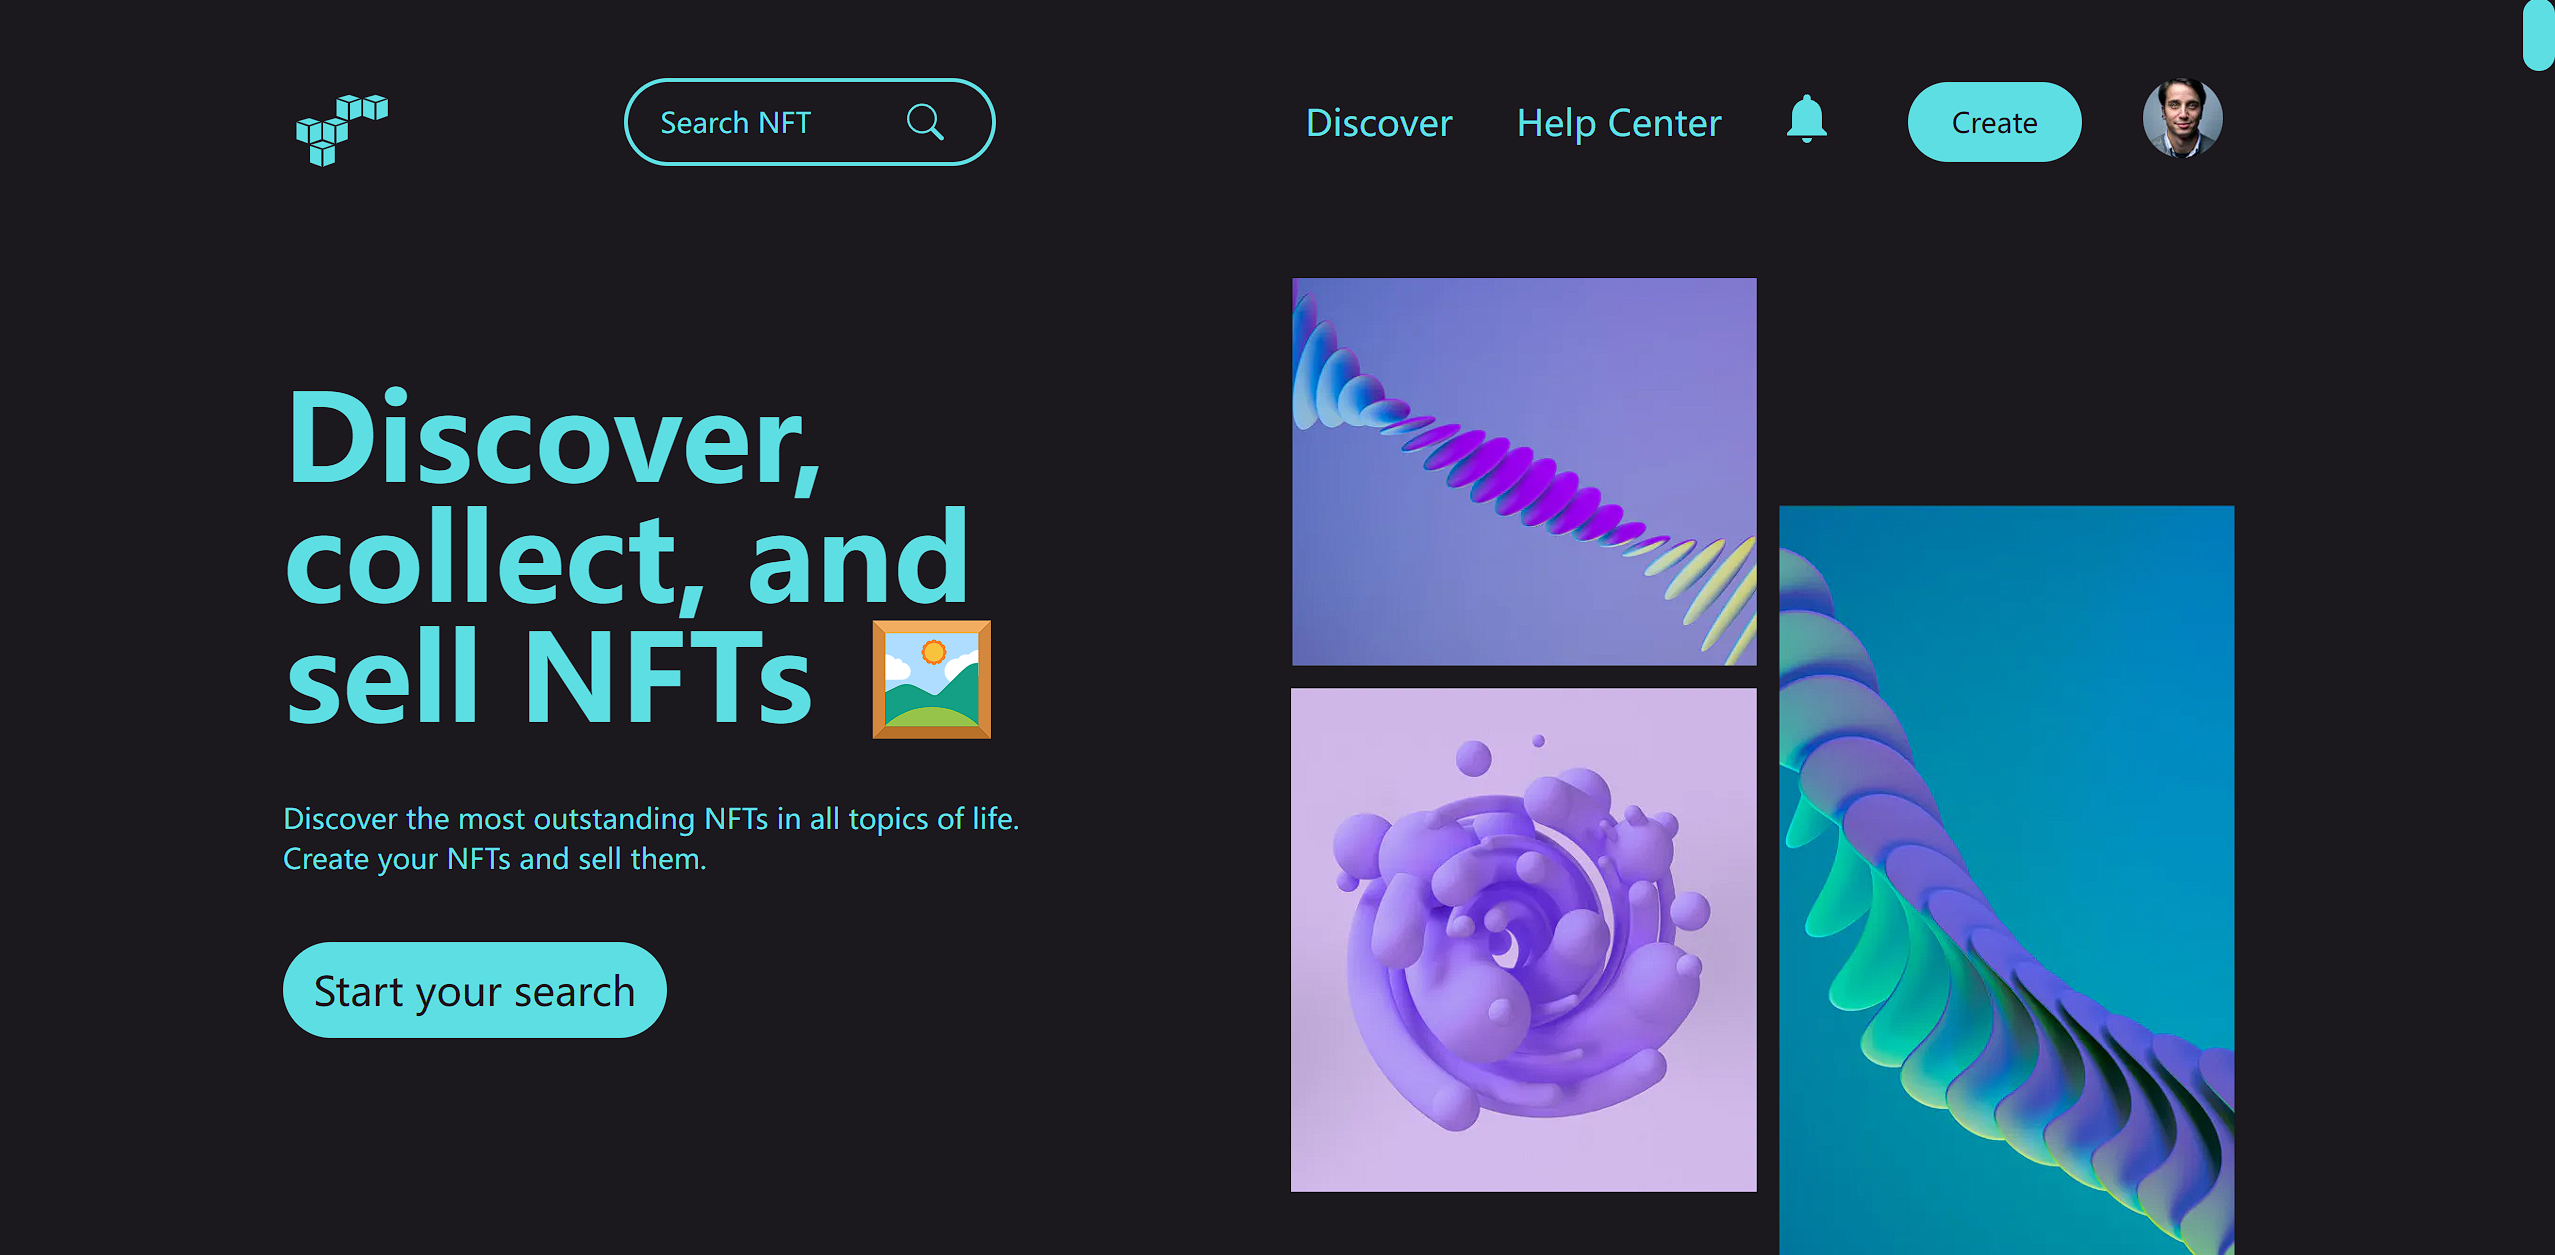 Search NFT
Discover
Help Center
Create
Discover,
collect, and
sell NFTs
Discover the most outstanding NFTs in all topics of life.
Create your NFTs and sell them.
Start your search